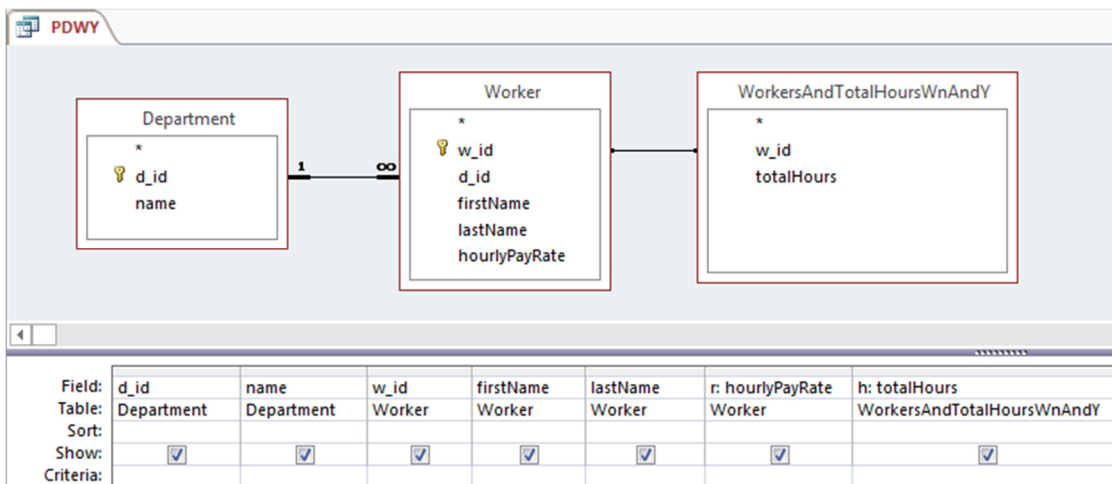 PDWY
Department
*
d_id
name
1
∞
Worker
*
w_id
d_id
firstName
lastName
hourlyPayRate
WorkersAndTotalHoursWnAndY
*
w_id
totalHours
Field: d_id name w_id firstName lastName r: hourlyPayRate h: totalHours
Table: Department Department Worker Worker Worker Worker WorkersAndTotalHoursWnAndY
Sort:
Show:
Criteria: